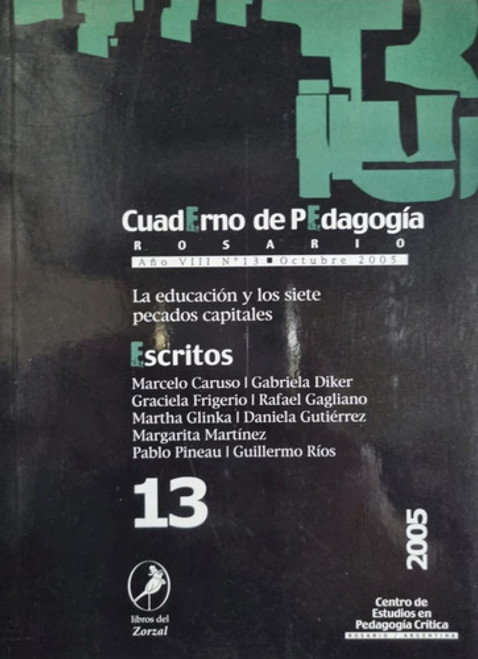 CuadErno de PEdagogía
ROSARIO
Año VIII Nº13 ■ Octubre 2005
La educación y los siete
pecados capitales
Escritos
Marcelo Caruso | Gabriela Diker
Graciela Frigerio | Rafael Gagliano
Martha Glinka | Daniela Gutiérrez
Margarita Martínez
Pablo Pineau | Guillermo Ríos
13
2005
libros del
Zorzal
Centro de
Estudios en
Pedagogía Crítica
ROSARIO / ARGENTINA